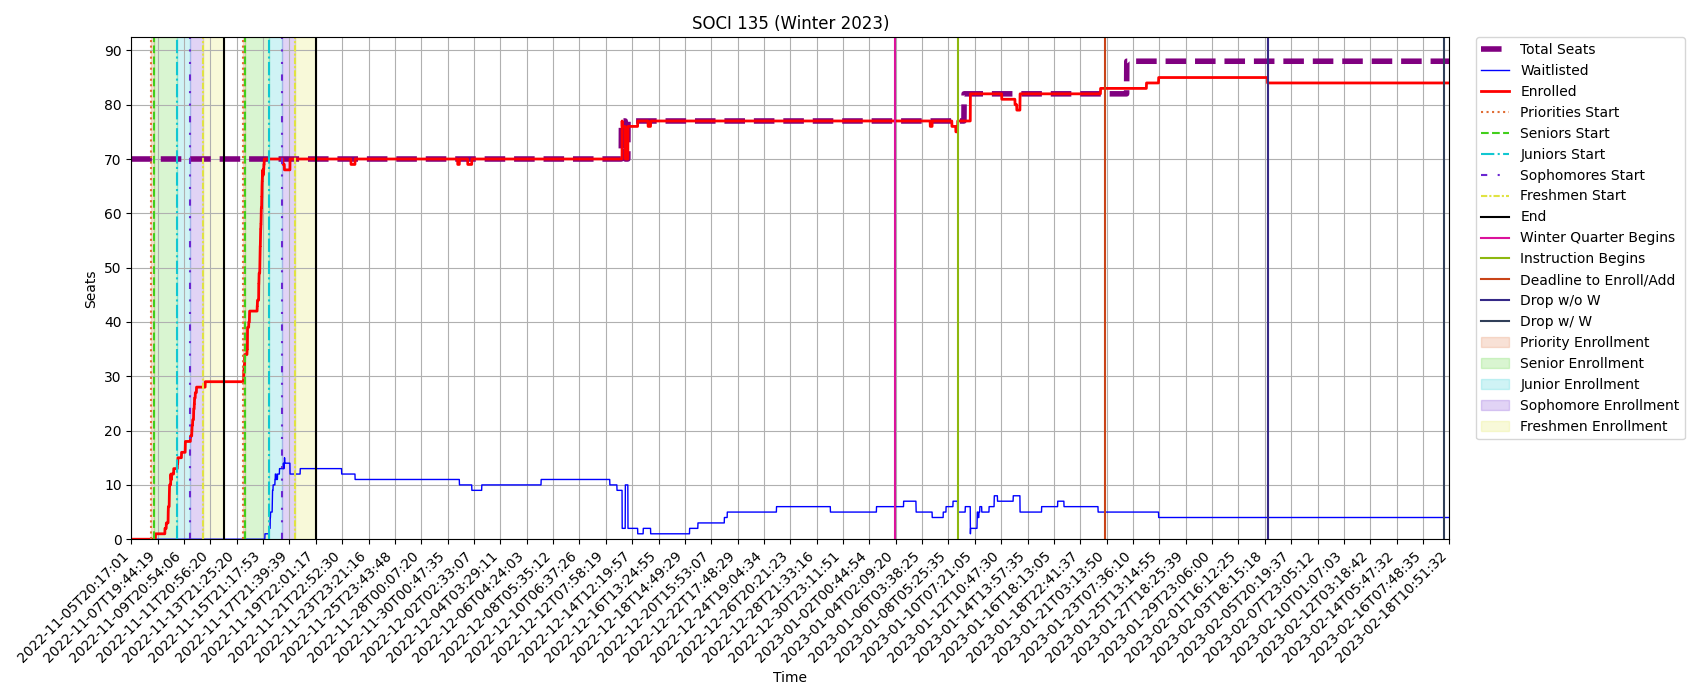 SOCI 135 (Winter 2023)
Seats
90
80
70
60
50
40
30
20
10
0
2022-11-05T20:17:01
2022-11-07T19:44:19
2022-11-09T20:54:06
2022-11-11T20:56:20
2022-11-13T21:25:20
2022-11-15T21:17:53
2022-11-17T21:39:39
2022-11-19T22:01:17
2022-11-21T22:52:30
2022-11-23T23:21:16
2022-11-25T23:43:48
2022-11-28T00:07:20
2022-11-30T00:47:35
2022-12-02T03:33:07
2022-12-04T03:29:11
2022-12-06T04:24:03
2022-12-08T05:35:12
2022-12-10T06:37:26
2022-12-12T07:58:19
2022-12-14T12:19:57
2022-12-16T13:24:55
2022-12-18T14:49:29
2022-12-20T15:53:07
2022-12-22T17:48:29
2022-12-24T19:04:34
2022-12-26T20:21:23
2022-12-28T21:33:16
2022-12-30T23:11:51
2023-01-02T00:44:54
2023-01-04T02:09:20
2023-01-06T03:38:25
2023-01-08T05:25:35
2023-01-10T07:21:05
2023-01-12T10:47:30
2023-01-14T13:57:35
2023-01-16T18:13:05
2023-01-18T22:41:37
2023-01-21T03:13:50
2023-01-23T07:36:10
2023-01-25T13:14:55
2023-01-27T18:25:39
2023-01-29T23:06:00
2023-02-01T16:12:25
2023-02-03T18:15:18
2023-02-05T20:19:37
2023-02-07T23:05:12
2023-02-10T01:07:03
2023-02-12T03:18:42
2023-02-14T05:47:32
2023-02-16T07:48:35
2023-02-18T10:51:32
Time
Total Seats
Waitlisted
Enrolled
Priorities Start
Seniors Start
Juniors Start
Sophomores Start
Freshmen Start
End
Winter Quarter Begins
Instruction Begins
Deadline to Enroll/Add
Drop w/o W
Drop w/ W
Priority Enrollment
Senior Enrollment
Junior Enrollment
Sophomore Enrollment
Freshmen Enrollment